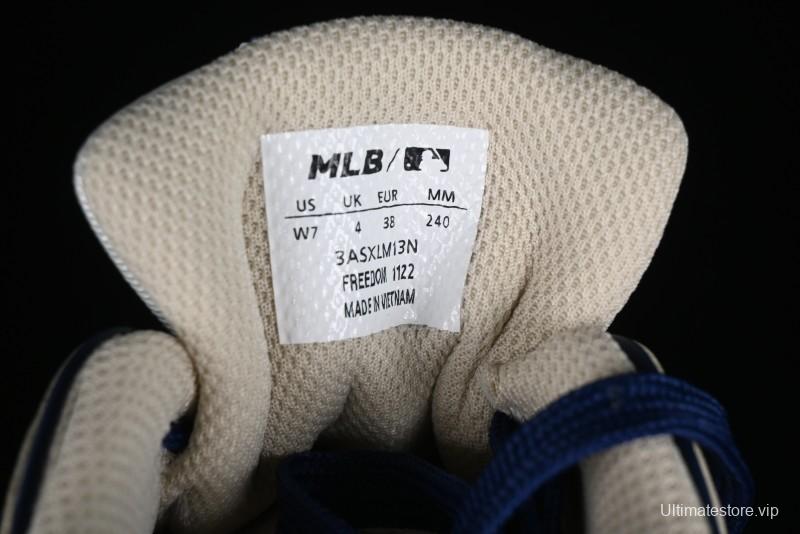 MLB /
US UK EUR MM
W7 4 38 240
3ASXLM13N
FREEDOM 1122
MADE IN VIETNAM
Ultimatestore.vip